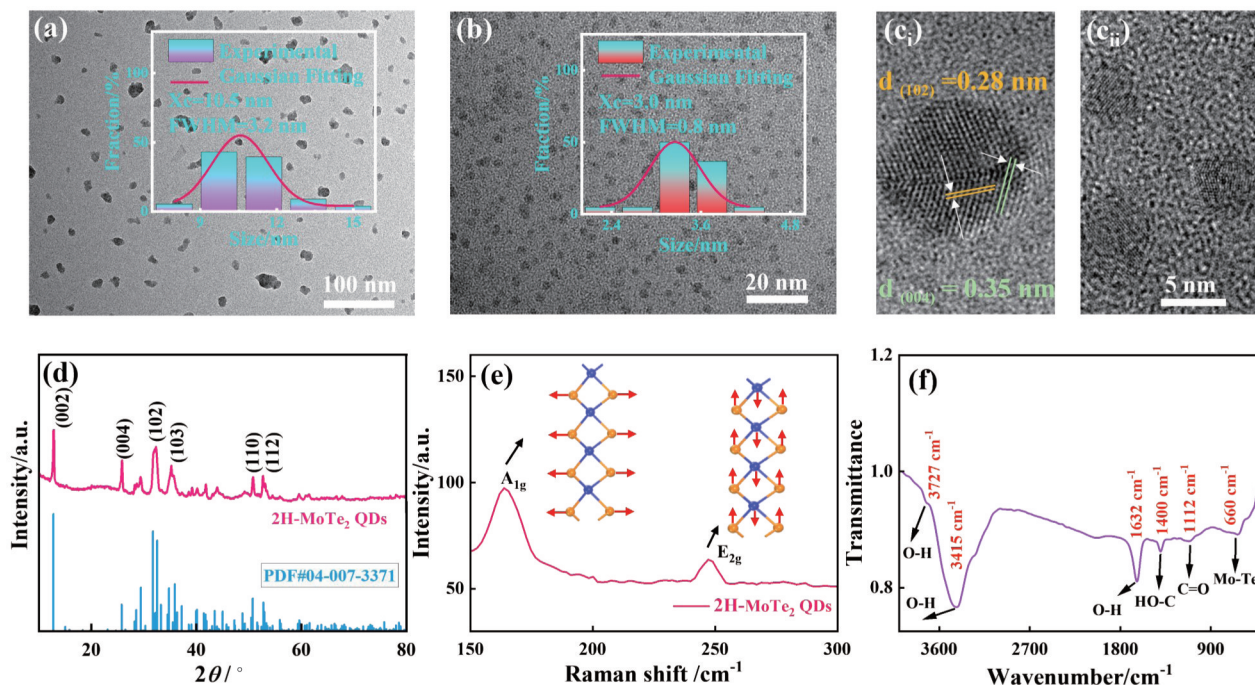 (a)
Experimental
Gaussian Fitting
Xc=10.5 nm
FWHM=3.2 nm
Fraction/%
100
50
0
12
15
Size/nm
100 nm
(b)
Experimental
Gaussian Fitting
Xc=3.0 nm
FWHM=0.8 nm
100
50
0
2.4
3.6
4.8
Size/nm
20 nm
(ci)
d (102) =0.28 nm
d (004) = 0.35 nm
(cii)
5 nm
(d)
(002)
(004)
(102)
(103)
(110)
(112)
2H-MoTe2 QDs
PDF#04-007-3371
Intensity/a.u.
20
40
60
80
2θ / °
(e)
150
100
50
A1g
E2g
2H-MoTe2 QDs
Intensity/a.u.
150
200
250
300
Raman shift /cm-1
(f)
1.2
1.0
0.8
Transmittance
3727 cm-1
3415 cm-1
1632 cm-1
1400 cm-1
1112 cm-1
660 cm-1
O-H
O-H
O-H
HO-C
C=O
Mo-Te
3600
2700
1800
900
Wavenumber/cm-1